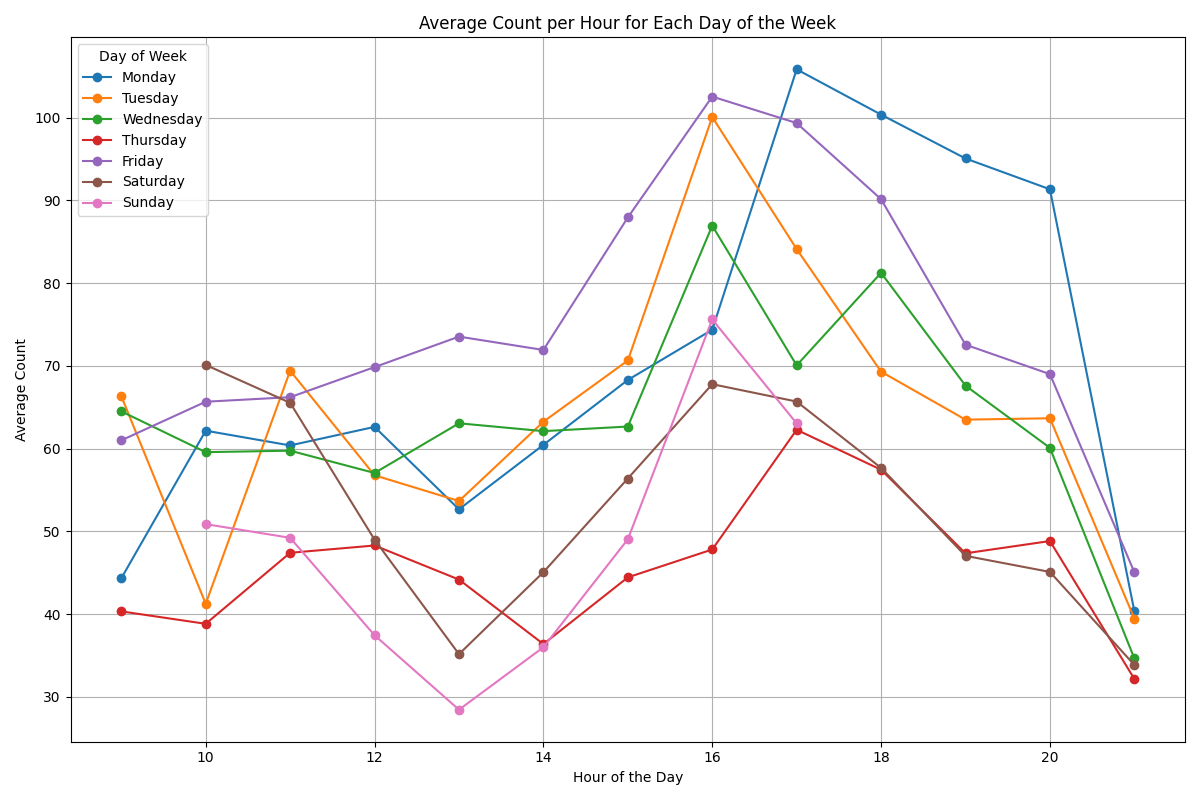 Average Count per Hour for Each Day of the Week
Day of Week
Monday
Tuesday
Wednesday
Thursday
Friday
Saturday
Sunday
Average Count
100
90
80
70
60
50
40
30
10 12 14 16 18 20
Hour of the Day